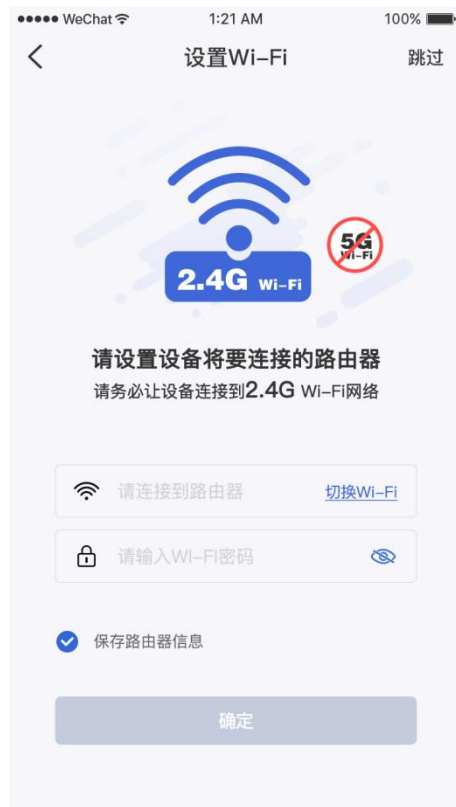 WeChat 1:21 AM 100%
设置Wi-Fi 跳过
5G
Wi-Fi
2.4G Wi-Fi
请设置设备将要连接的路由器
请务必让设备连接到2.4G Wi-Fi网络
请连接到路由器 切换Wi-Fi
请输入WI-FI密码
保存路由器信息
确定